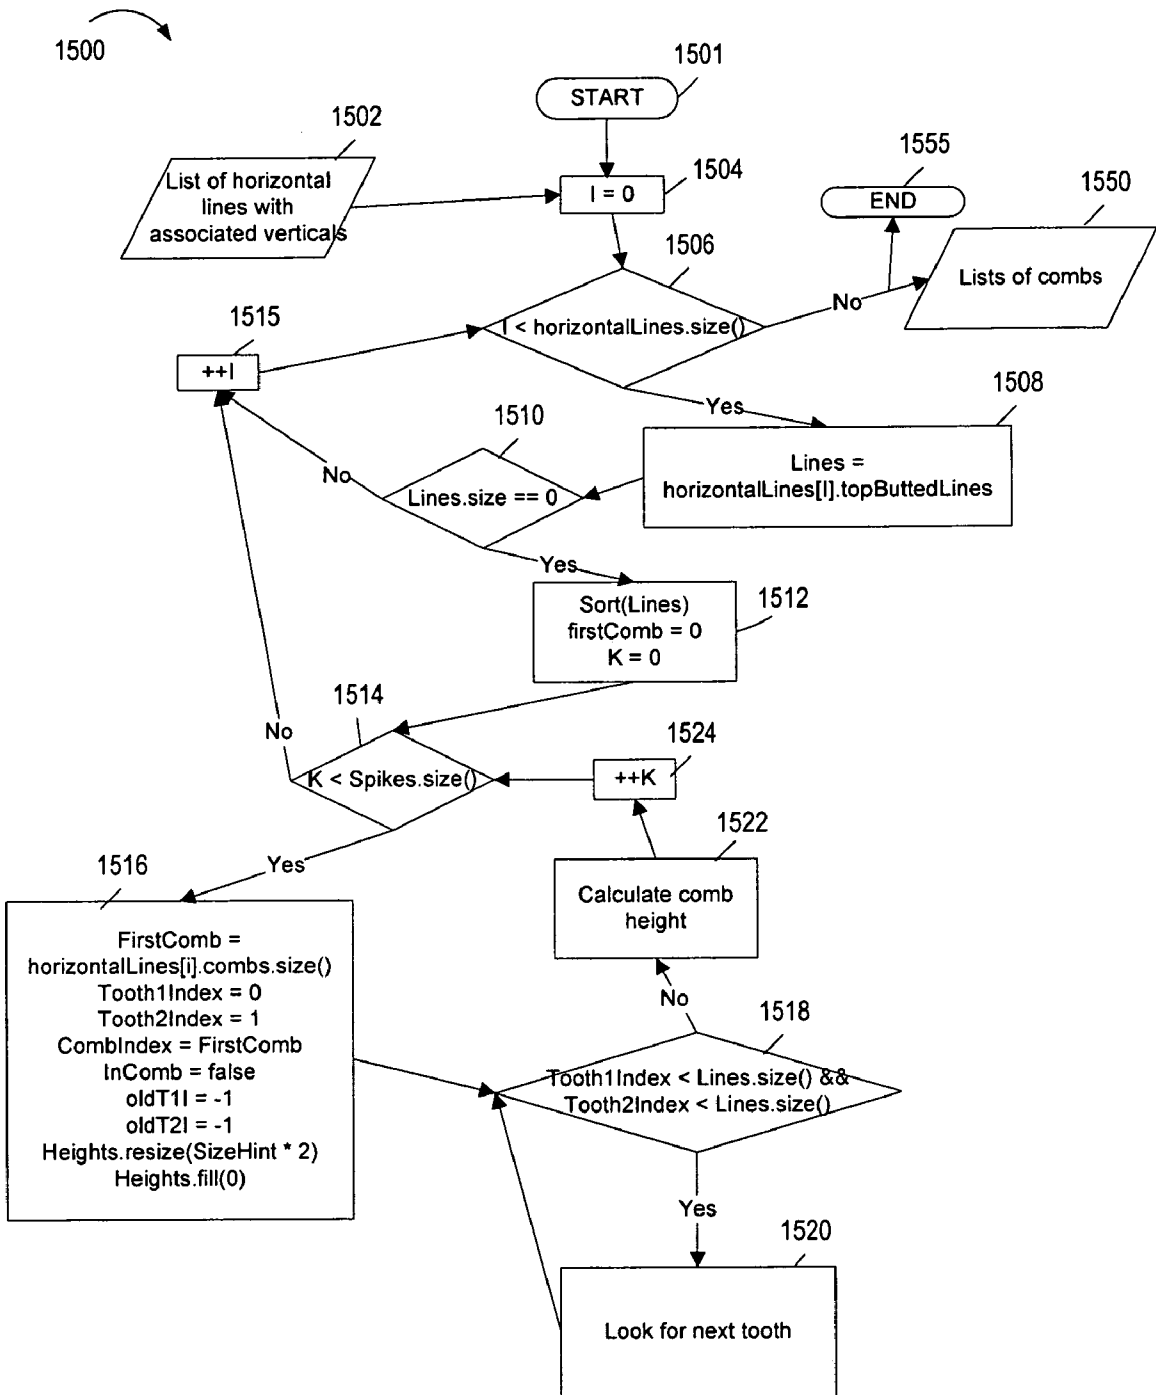 1500
1501
START
1502
List of horizontal
lines with
associated verticals
1504
I = 0
1555
END
1550
Lists of combs
1506
I < horizontalLines.size()
No
1515
++I
Yes
1508
Lines =
horizontalLines[I].topButtedLines
1510
Lines.size == 0
No
Yes
1512
Sort(Lines)
firstComb = 0
K = 0
1514
K < Spikes.size()
No
1524
++K
Yes
1522
Calculate comb
height
1516
FirstComb =
horizontalLines[i].combs.size()
Tooth1Index = 0
Tooth2Index = 1
CombIndex = FirstComb
InComb = false
oldT1I = -1
oldT2I = -1
Heights.resize(SizeHint * 2)
Heights.fill(0)
No
1518
Tooth1Index < Lines.size() &&
Tooth2Index < Lines.size()
Yes
1520
Look for next tooth